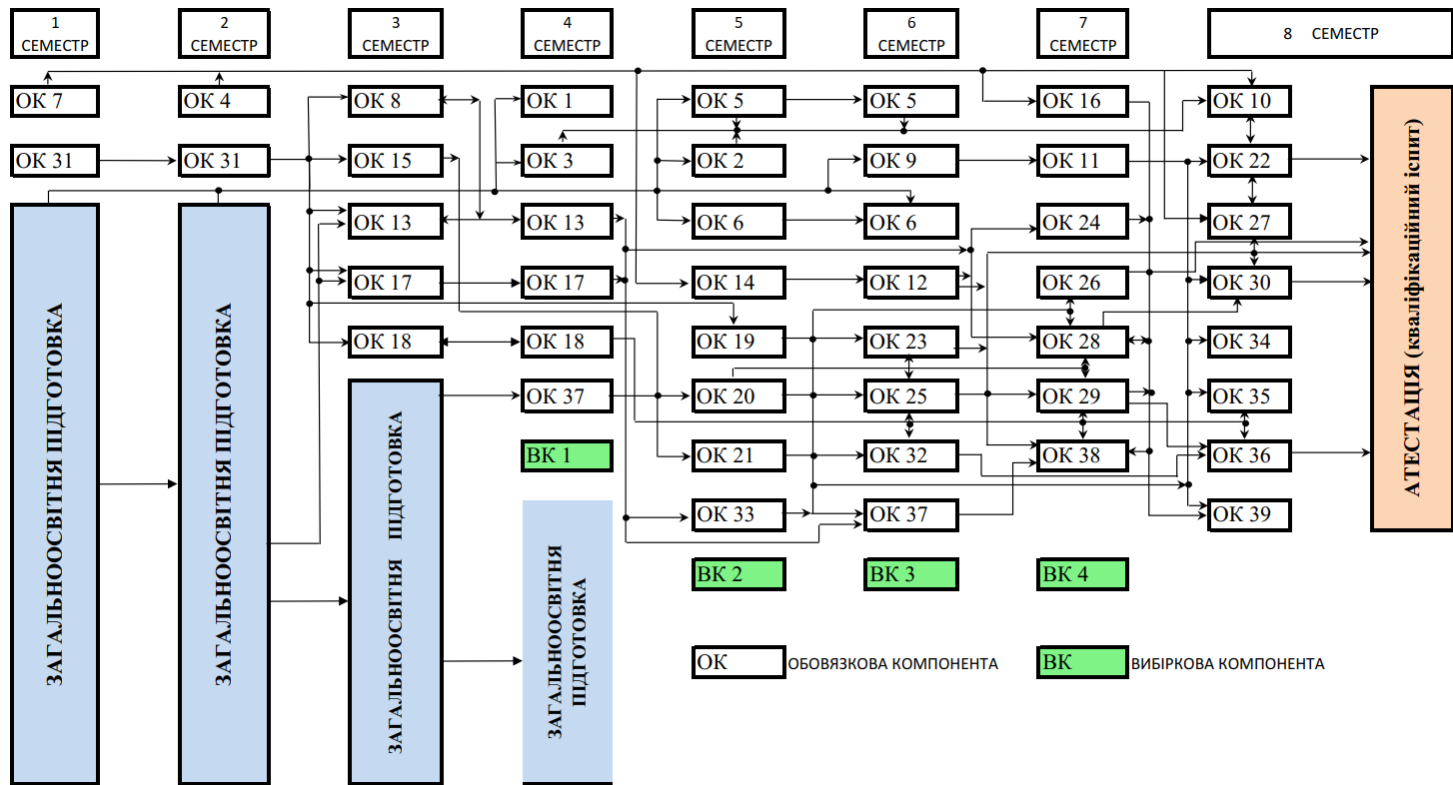 1
СЕМЕСТР
2
СЕМЕСТР
3
СЕМЕСТР
4
СЕМЕСТР
5
СЕМЕСТР
6
СЕМЕСТР
7
СЕМЕСТР
8 СЕМЕСТР
ОК 7
ОК 4
ОК 8
ОК 1
ОК 5
ОК 5
ОК 16
ОК 10
ОК 31
ОК 31
ОК 15
ОК 3
ОК 2
ОК 9
ОК 11
ОК 22
ОК 13
ОК 13
ОК 6
ОК 6
ОК 24
ОК 27
ОК 17
ОК 17
ОК 14
ОК 12
ОК 26
ОК 30
ОК 18
ОК 18
ОК 19
ОК 23
ОК 28
ОК 34
ОК 37
ОК 20
ОК 25
ОК 29
ОК 35
ВК 1
ОК 21
ОК 32
ОК 38
ОК 36
ОК 33
ОК 37
ОК 39
ВК 2
ВК 3
ВК 4
ЗАГАЛЬНООСВІТНЯ ПІДГОТОВКА
ЗАГАЛЬНООСВІТНЯ ПІДГОТОВКА
ЗАГАЛЬНООСВІТНЯ ПІДГОТОВКА
ЗАГАЛЬНООСВІТНЯ
ПІДГОТОВКА
АТЕСТАЦІЯ (кваліфікаційний іспит)
ОК
ОБОВЯЗКОВА КОМПОНЕНТА
ВК
ВИБІРКОВА КОМПОНЕНТА